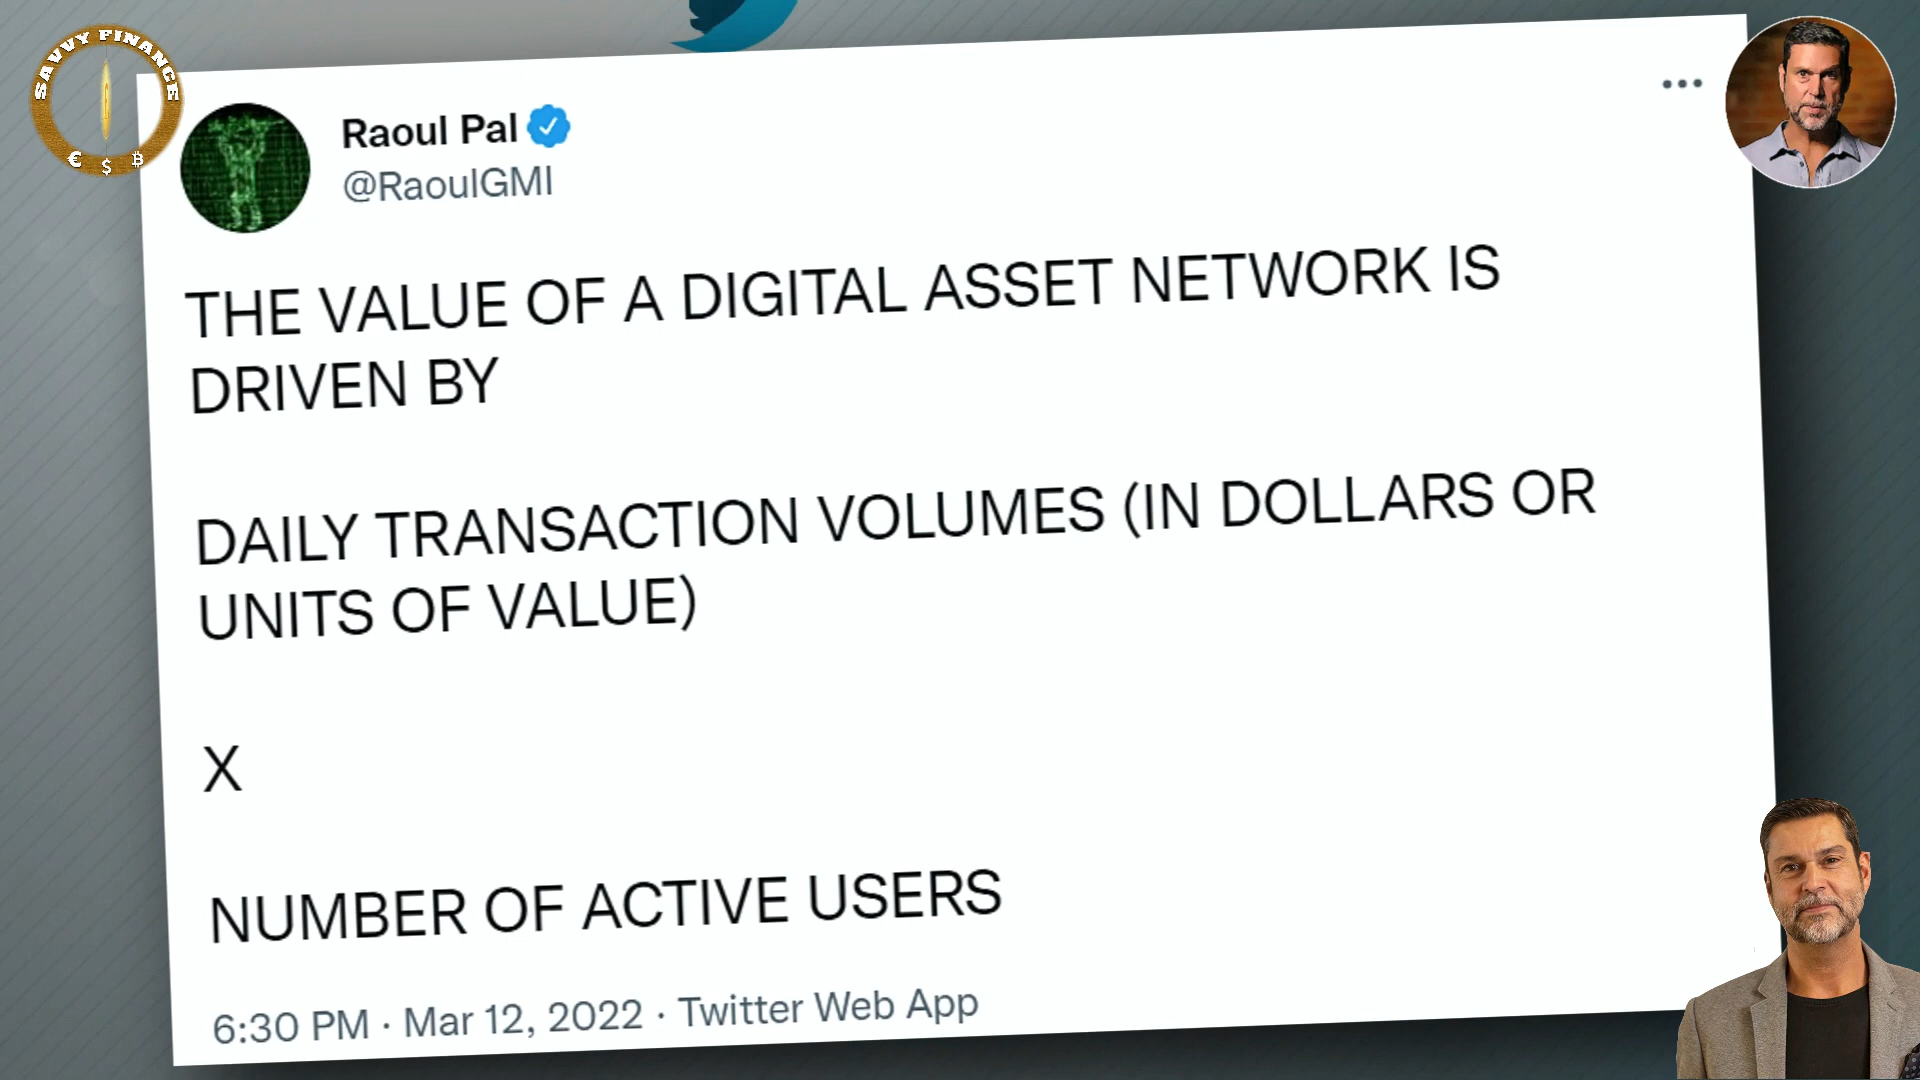 SAVVY FINANCE
€ $ ₿
Raoul Pal
@RaoulGMI
THE VALUE OF A DIGITAL ASSET NETWORK IS
DRIVEN BY
DAILY TRANSACTION VOLUMES (IN DOLLARS OR
UNITS OF VALUE)
X
NUMBER OF ACTIVE USERS
6:30 PM · Mar 12, 2022 · Twitter Web App